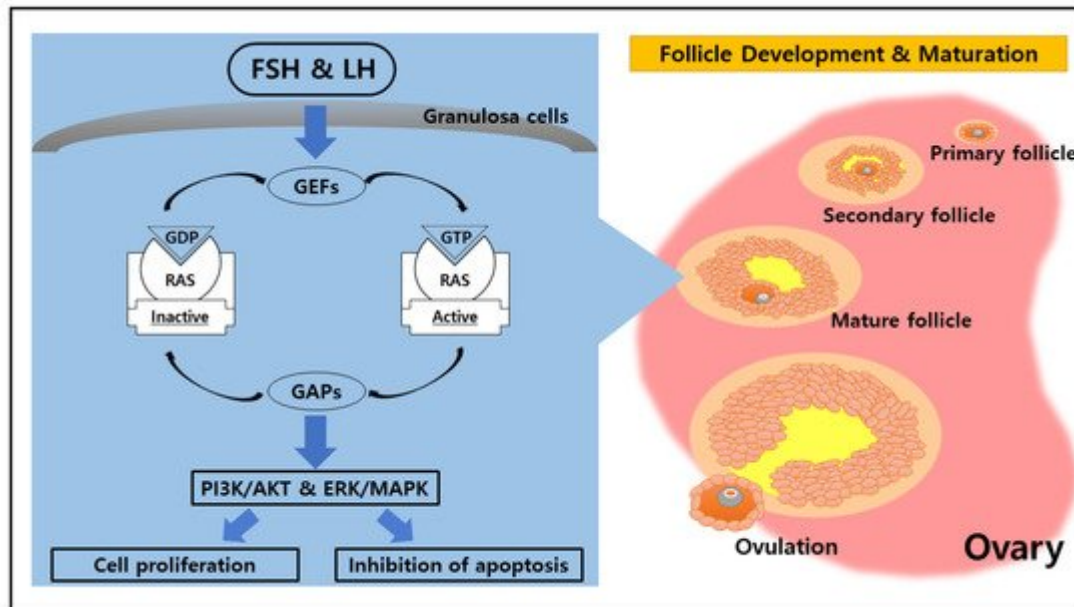 FSH & LH
Granulosa cells
GEFs
GDP
RAS
Inactive
GTP
RAS
Active
GAPs
PI3K/AKT & ERK/MAPK
Cell proliferation
Inhibition of apoptosis
Follicle Development & Maturation
Primary follicle
Secondary follicle
Mature follicle
Ovulation
Ovary